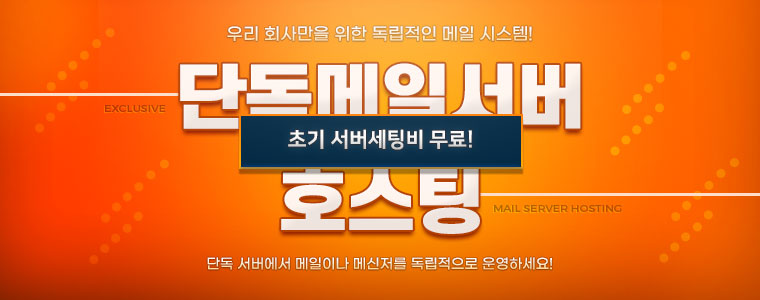 우리 회사만을 위한 독립적인 메일 시스템!
단독메일서버
EXCLUSIVE
초기 서버세팅비 무료!
호스팅
MAIL SERVER HOSTING
단독 서버에서 메일이나 메신저를 독립적으로 운영하세요!